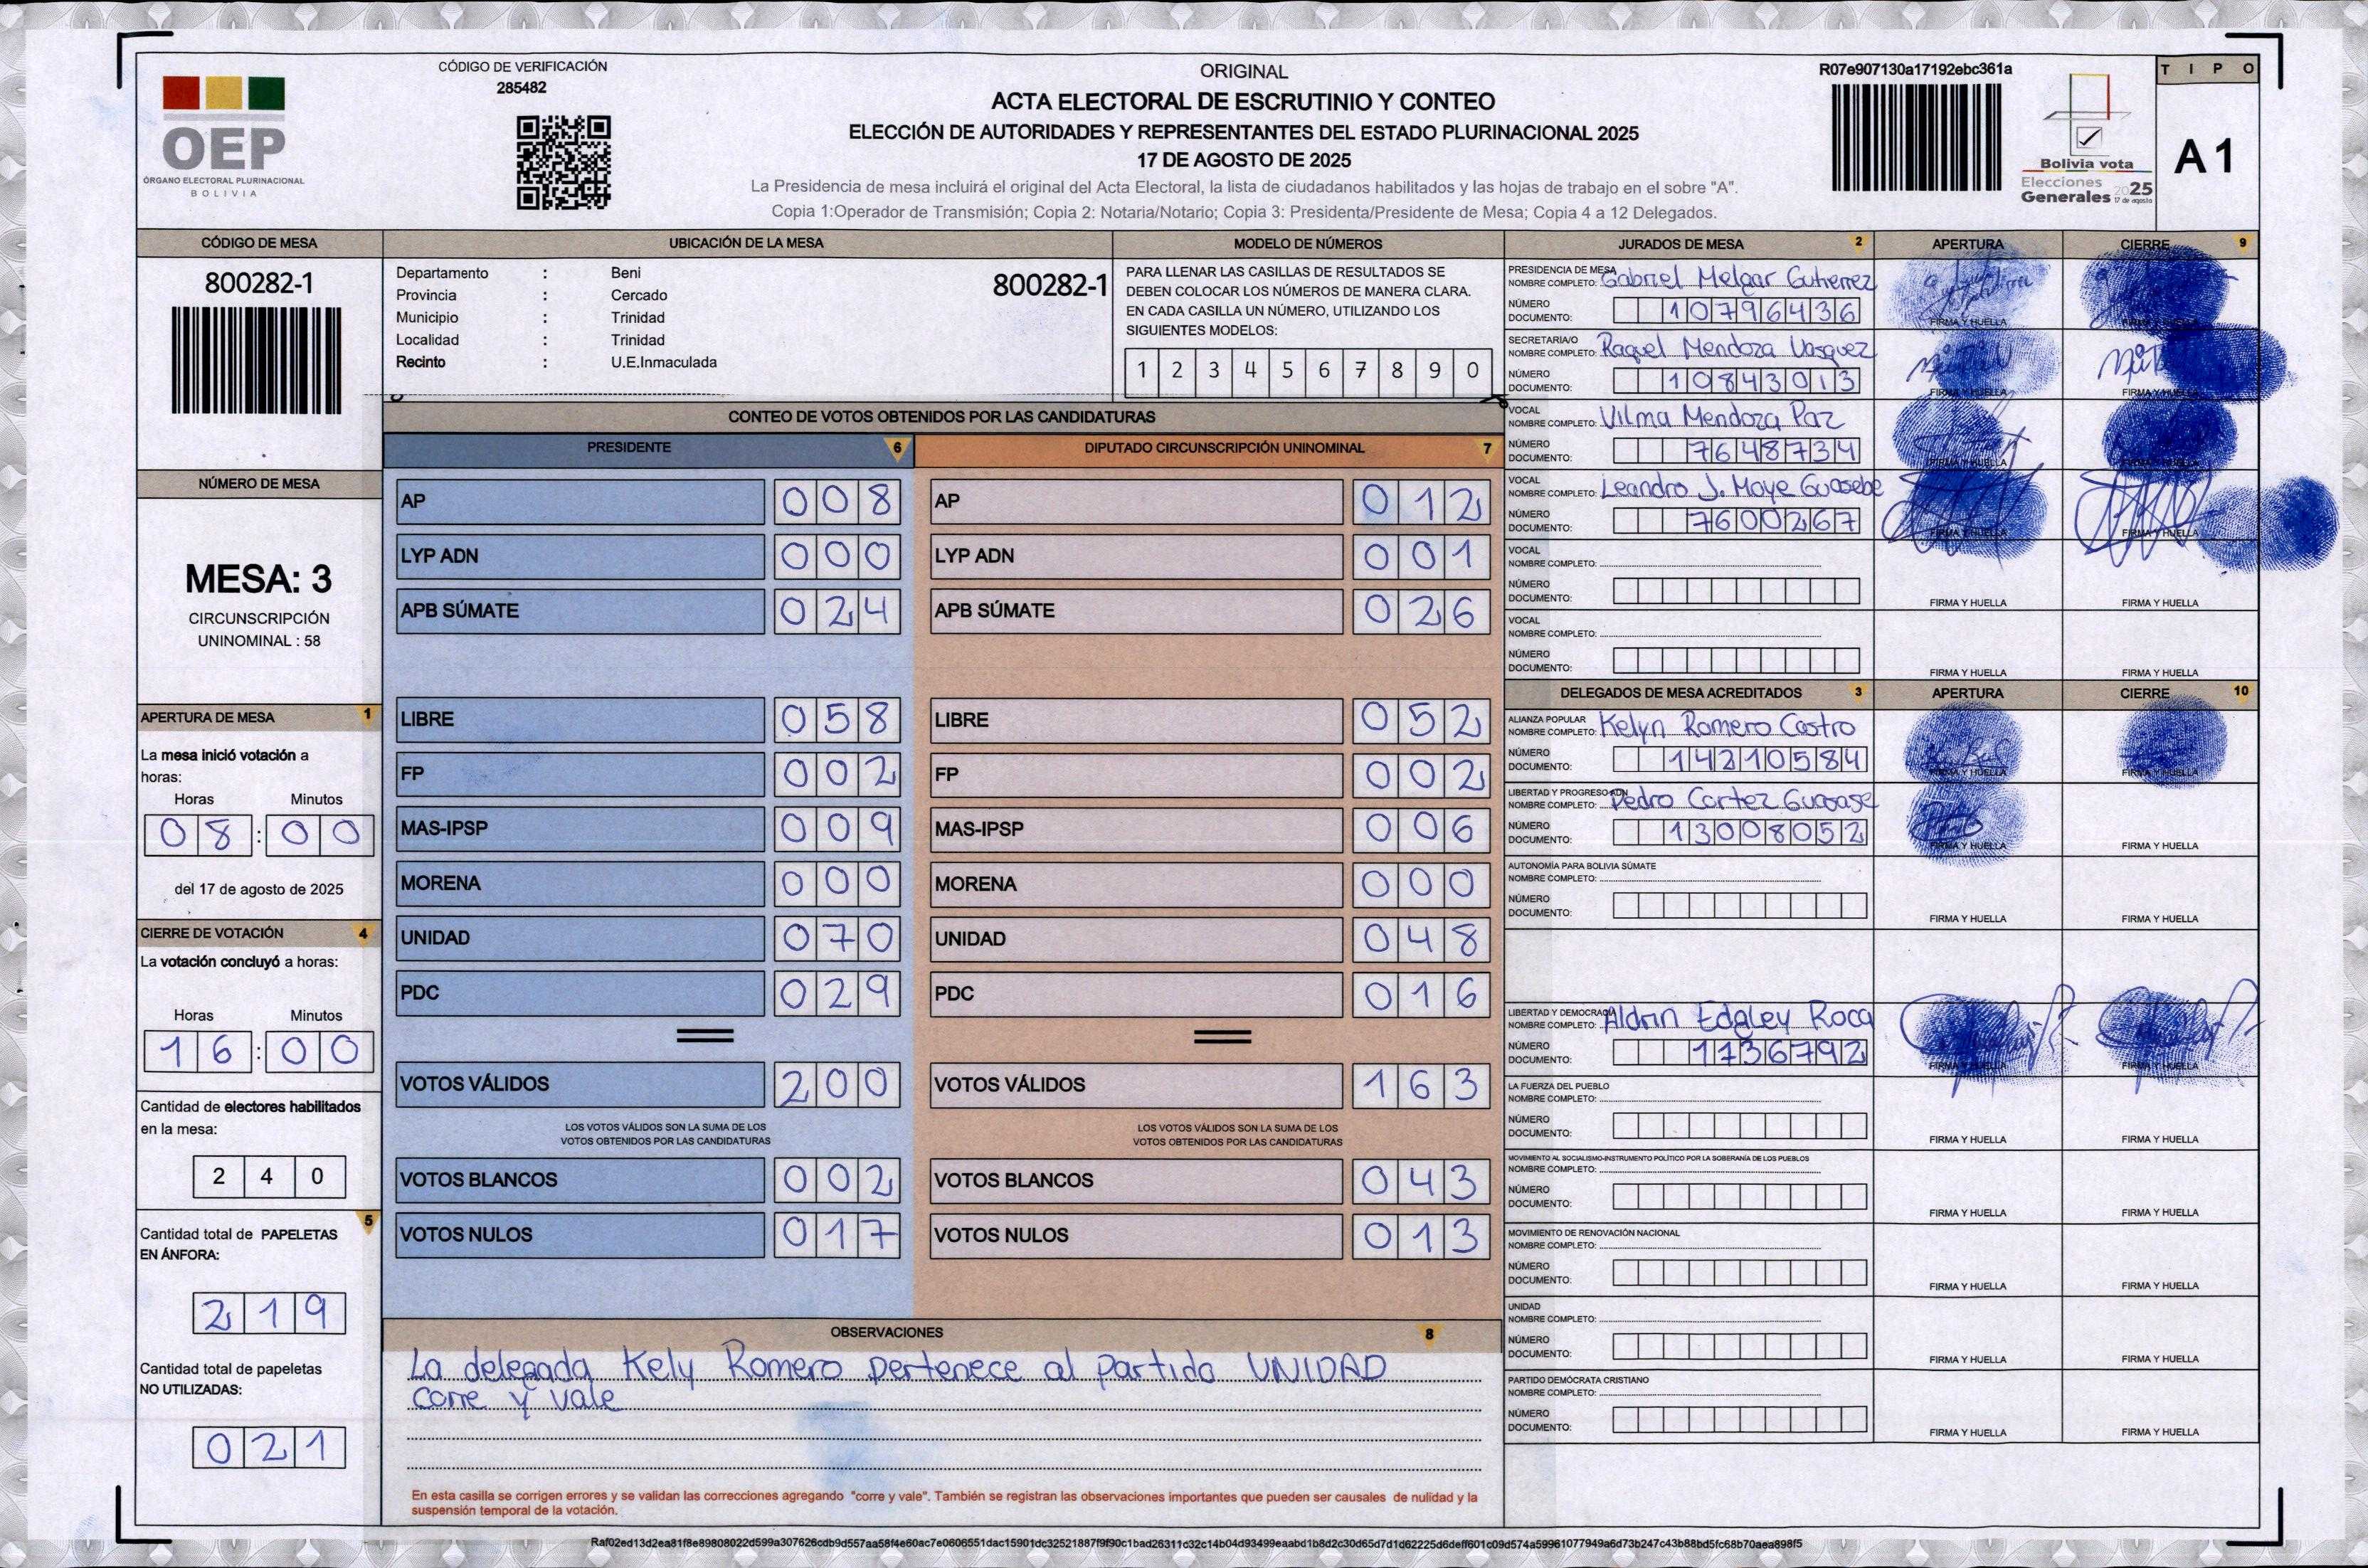 CÓDIGO DE VERIFICACIÓN
285482
ORIGINAL
ACTA ELECTORAL DE ESCRUTINIO Y CONTEO
ELECCIÓN DE AUTORIDADES Y REPRESENTANTES DEL ESTADO PLURINACIONAL 2025
17 DE AGOSTO DE 2025
La Presidencia de mesa incluirá el original del Acta Electoral, la lista de ciudadanos habilitados y las hojas de trabajo en el sobre "A".
Copia 1:Operador de Transmisión; Copia 2: Notaria/Notario; Copia 3: Presidenta/Presidente de Mesa; Copia 4 a 12 Delegados.
OEP
ÓRGANO ELECTORAL PLURINACIONAL
BOLIVIA
R07e907130a17192ebc361a
Bolivia vota
Elecciones
Generales 2025
17 de agosto
TIPO
A1
CÓDIGO DE MESA
800282-1
NÚMERO DE MESA
MESA: 3
CIRCUNSCRIPCIÓN
UNINOMINAL : 58
APERTURA DE MESA 1
La mesa inició votación a
horas:
Horas Minutos
08:00
del 17 de agosto de 2025
CIERRE DE VOTACIÓN 4
La votación concluyó a horas:
Horas Minutos
16:00
Cantidad de electores habilitados
en la mesa:
240
5
Cantidad total de PAPELETAS
EN ÁNFORA:
219
Cantidad total de papeletas
NO UTILIZADAS:
021
UBICACIÓN DE LA MESA
Departamento : Beni
800282-1
Provincia : Cercado
Municipio : Trinidad
Localidad : Trinidad
Recinto : U.E.Inmaculada
MODELO DE NÚMEROS
PARA LLENAR LAS CASILLAS DE RESULTADOS SE
DEBEN COLOCAR LOS NÚMEROS DE MANERA CLARA.
EN CADA CASILLA UN NÚMERO, UTILIZANDO LOS
SIGUIENTES MODELOS:
1 2 3 4 5 6 7 8 9 0
CONTEO DE VOTOS OBTENIDOS POR LAS CANDIDATURAS
PRESIDENTE 6
AP 008
LYP ADN 000
APB SÚMATE 024
LIBRE 058
FP 002
MAS-IPSP 009
MORENA 000
UNIDAD 070
PDC 029
VOTOS VÁLIDOS 200
LOS VOTOS VÁLIDOS SON LA SUMA DE LOS
VOTOS OBTENIDOS POR LAS CANDIDATURAS
VOTOS BLANCOS 002
VOTOS NULOS 017
DIPUTADO CIRCUNSCRIPCIÓN UNINOMINAL 7
AP 012
LYP ADN 001
APB SÚMATE 026
LIBRE 052
FP 002
MAS-IPSP 006
MORENA 000
UNIDAD 048
PDC 016
VOTOS VÁLIDOS 163
LOS VOTOS VÁLIDOS SON LA SUMA DE LOS
VOTOS OBTENIDOS POR LAS CANDIDATURAS
VOTOS BLANCOS 043
VOTOS NULOS 013
OBSERVACIONES 8
La delegada Kely Romero pertenece al partido UNIDAD
corre y vale
En esta casilla se corrigen errores y se validan las correcciones agregando "corre y vale". También se registran las observaciones importantes que pueden ser causales de nulidad y la
suspensión temporal de la votación.
JURADOS DE MESA 2 APERTURA CIERRE 9
PRESIDENCIA DE MESA
NOMBRE COMPLETO: Gabriel Melgar Gutierrez
NÚMERO
DOCUMENTO: 10796436
FIRMA Y HUELLA FIRMA Y HUELLA
SECRETARIA/O
NOMBRE COMPLETO: Raquel Mendoza Vasquez
NÚMERO
DOCUMENTO: 10843013
FIRMA Y HUELLA FIRMA Y HUELLA
VOCAL
NOMBRE COMPLETO: Vilma Mendoza Paz
NÚMERO
DOCUMENTO: 7648734
FIRMA Y HUELLA FIRMA Y HUELLA
VOCAL
NOMBRE COMPLETO: Leandro J. Moye Guasebe
NÚMERO
DOCUMENTO: 7600267
FIRMA Y HUELLA FIRMA Y HUELLA
VOCAL
NOMBRE COMPLETO:
NÚMERO
DOCUMENTO:
FIRMA Y HUELLA FIRMA Y HUELLA
VOCAL
NOMBRE COMPLETO:
NÚMERO
DOCUMENTO:
FIRMA Y HUELLA FIRMA Y HUELLA
DELEGADOS DE MESA ACREDITADOS 3 APERTURA CIERRE 10
ALIANZA POPULAR
NOMBRE COMPLETO: Kelyn Romero Castro
NÚMERO
DOCUMENTO: 14210584
FIRMA Y HUELLA FIRMA Y HUELLA
LIBERTAD Y PROGRESO ADN
NOMBRE COMPLETO: Pedro Cortez Guasase
NÚMERO
DOCUMENTO: 13008052
FIRMA Y HUELLA FIRMA Y HUELLA
AUTONOMÍA PARA BOLIVIA SÚMATE
NOMBRE COMPLETO:
NÚMERO
DOCUMENTO:
FIRMA Y HUELLA FIRMA Y HUELLA
LIBERTAD Y DEMOCRACIA
NOMBRE COMPLETO: Aldrin Edgley Roca
NÚMERO
DOCUMENTO: 1736792
FIRMA Y HUELLA FIRMA Y HUELLA
LA FUERZA DEL PUEBLO
NOMBRE COMPLETO:
NÚMERO
DOCUMENTO:
FIRMA Y HUELLA FIRMA Y HUELLA
MOVIMIENTO AL SOCIALISMO-INSTRUMENTO POLÍTICO POR LA SOBERANÍA DE LOS PUEBLOS
NOMBRE COMPLETO:
NÚMERO
DOCUMENTO:
FIRMA Y HUELLA FIRMA Y HUELLA
MOVIMIENTO DE RENOVACIÓN NACIONAL
NOMBRE COMPLETO:
NÚMERO
DOCUMENTO:
FIRMA Y HUELLA FIRMA Y HUELLA
UNIDAD
NOMBRE COMPLETO:
NÚMERO
DOCUMENTO:
FIRMA Y HUELLA FIRMA Y HUELLA
PARTIDO DEMÓCRATA CRISTIANO
NOMBRE COMPLETO:
NÚMERO
DOCUMENTO:
FIRMA Y HUELLA FIRMA Y HUELLA